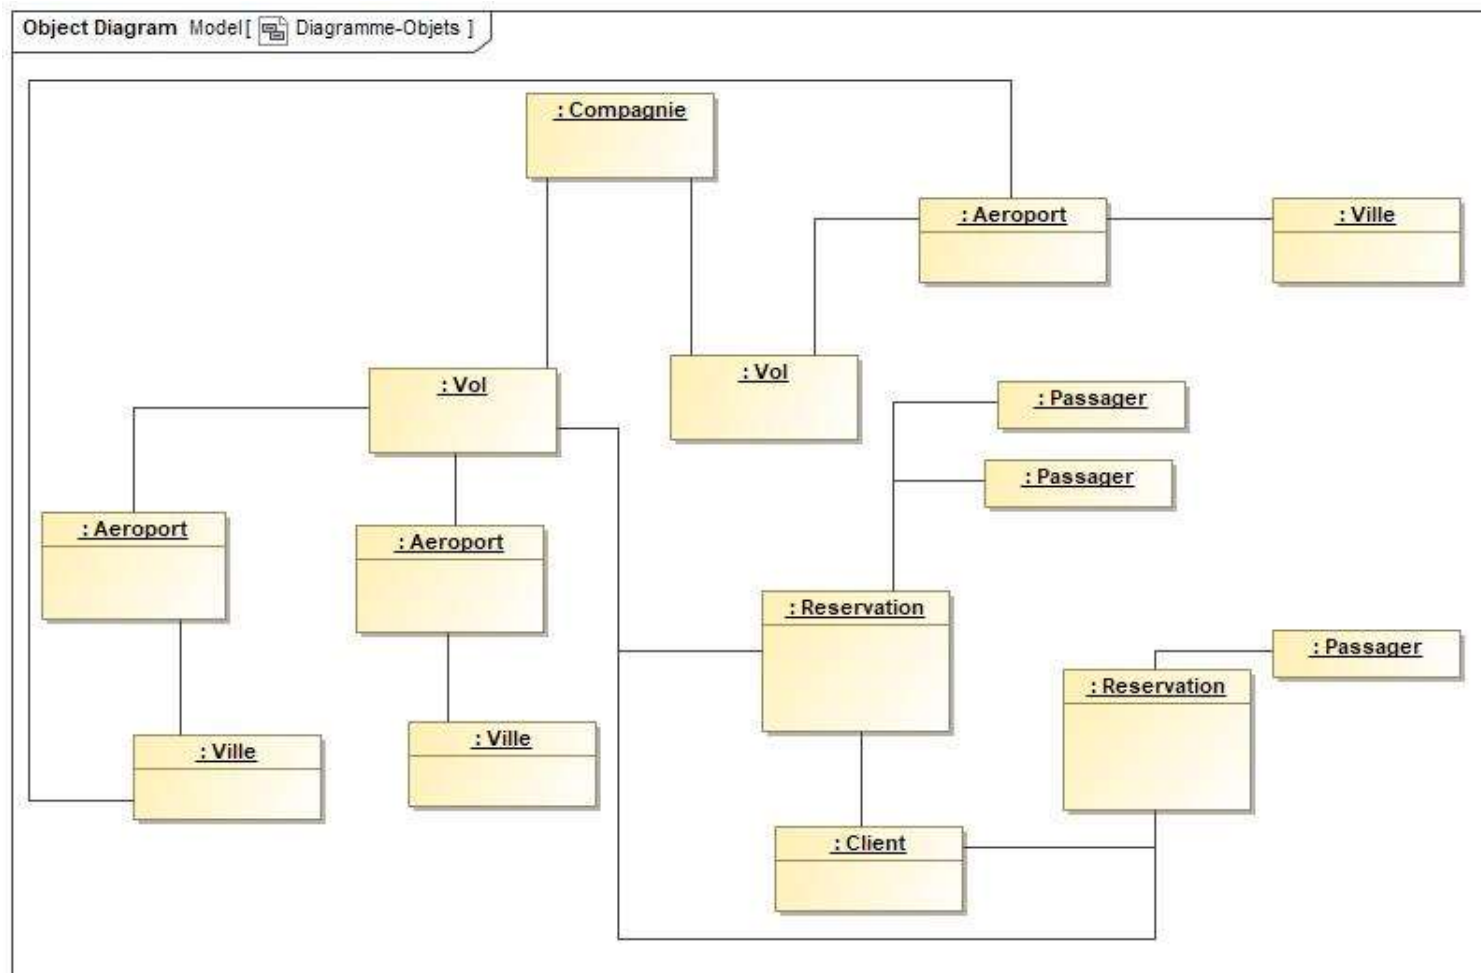 Object Diagram Model [ Diagramme-Objets ]
: Compagnie
: Aeroport
: Ville
: Vol
: Vol
: Passager
: Passager
: Aeroport
: Aeroport
: Reservation
: Passager
: Reservation
: Ville
: Ville
: Client